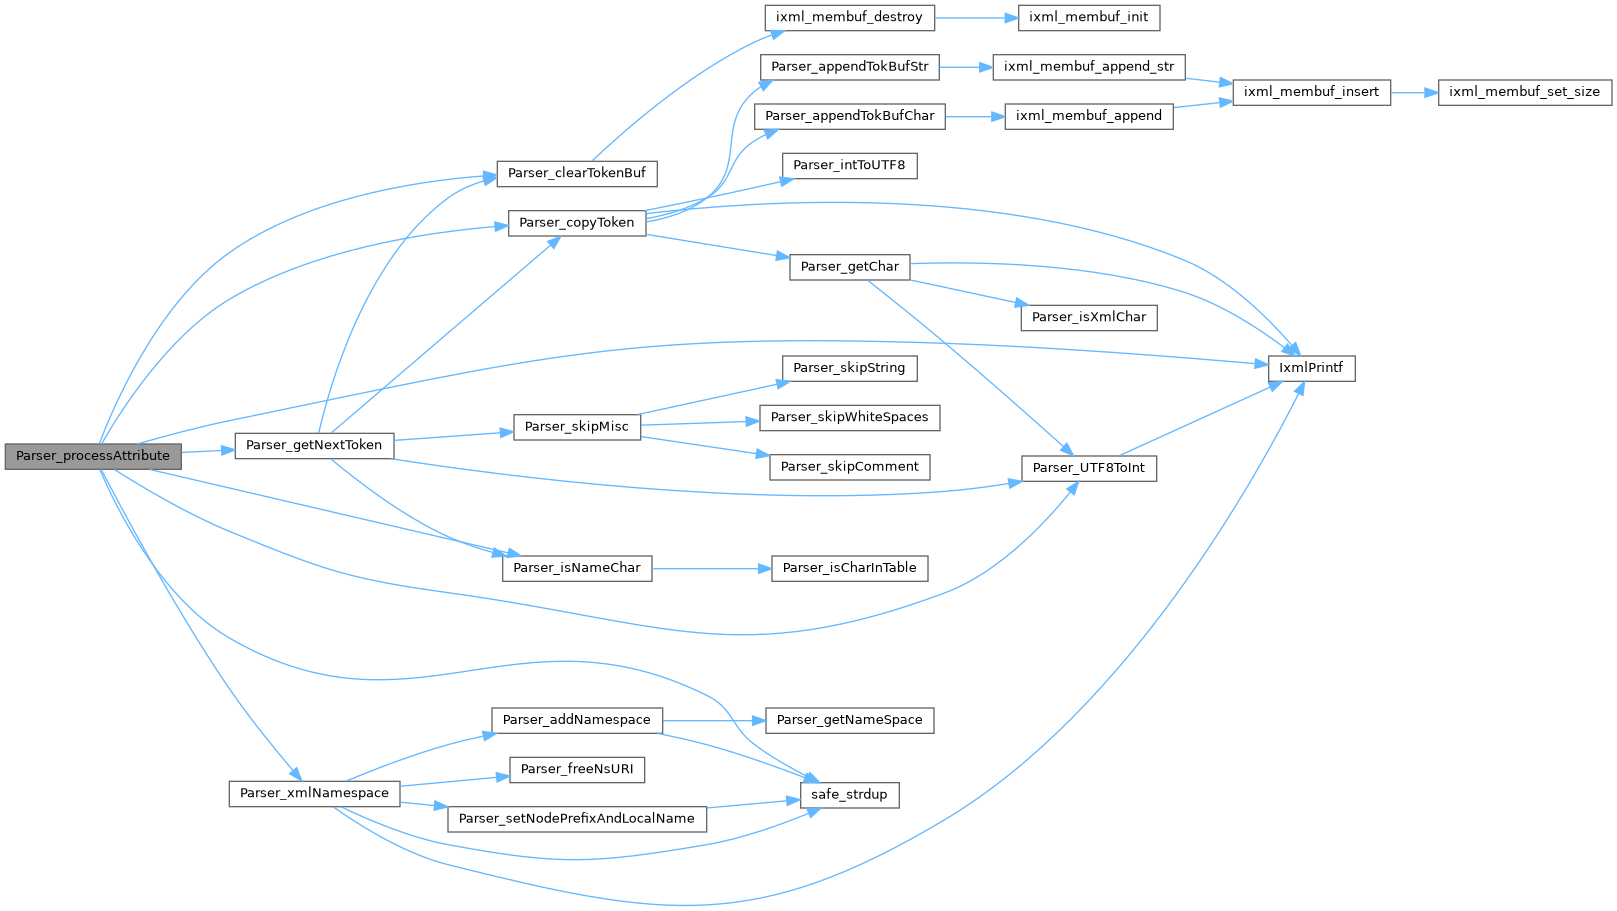 ixml_membuf_destroy
ixml_membuf_init
Parser_appendTokBufStr
ixml_membuf_append_str
ixml_membuf_insert
ixml_membuf_set_size
Parser_appendTokBufChar
ixml_membuf_append
Parser_intToUTF8
Parser_clearTokenBuf
Parser_copyToken
Parser_getChar
Parser_isXmlChar
IxmlPrintf
Parser_skipString
Parser_skipMisc
Parser_skipWhiteSpaces
Parser_processAttribute
Parser_getNextToken
Parser_skipComment
Parser_UTF8ToInt
Parser_isNameChar
Parser_isCharInTable
Parser_addNamespace
Parser_getNameSpace
Parser_freeNsURI
Parser_xmlNamespace
safe_strdup
Parser_setNodePrefixAndLocalName